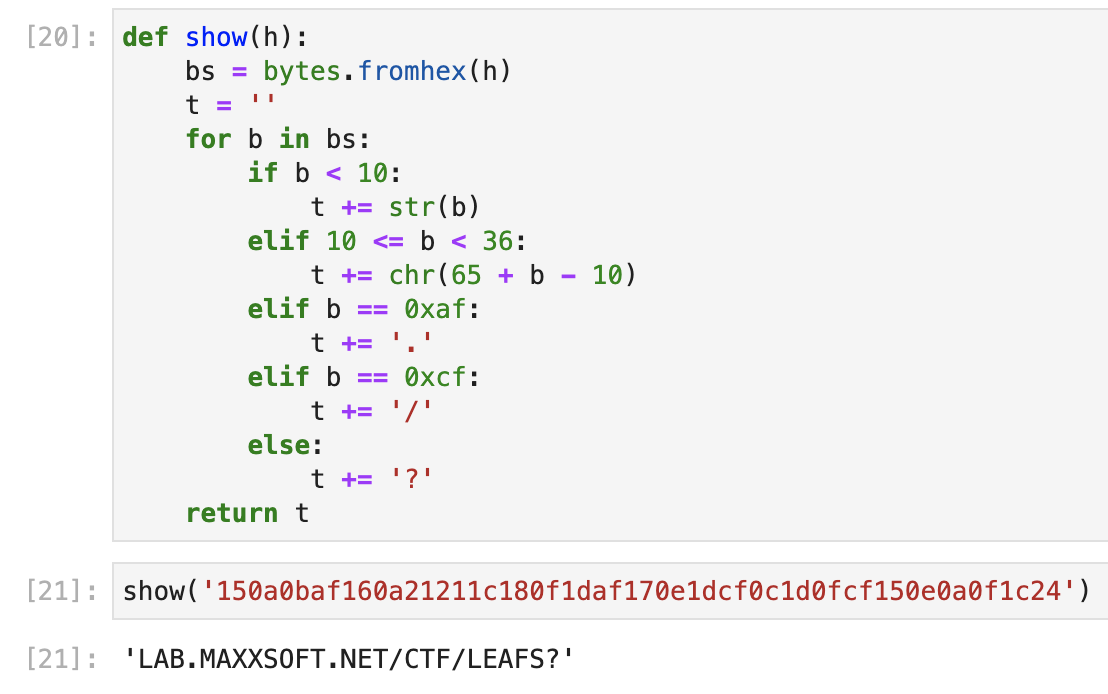 [20]: def show(h):
    bs = bytes.fromhex(h)
    t = ''
    for b in bs:
        if b < 10:
            t += str(b)
        elif 10 <= b < 36:
            t += chr(65 + b - 10)
        elif b == 0xaf:
            t += '.'
        elif b == 0xcf:
            t += '/'
        else:
            t += '?'
    return t
[21]: show('150a0baf160a21211c180f1daf170e1dcf0c1d0fcf150e0a0f1c24')
[21]: 'LAB.MAXXSOFT.NET/CTF/LEAFS?'